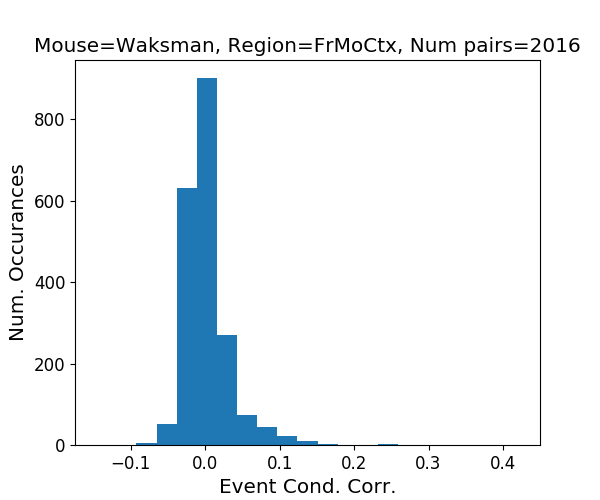 Mouse=Waksman, Region=FrMoCtx, Num pairs=2016
Num. Occurances
800
600
400
200
0
−0.1 0.0 0.1 0.2 0.3 0.4
Event Cond. Corr.